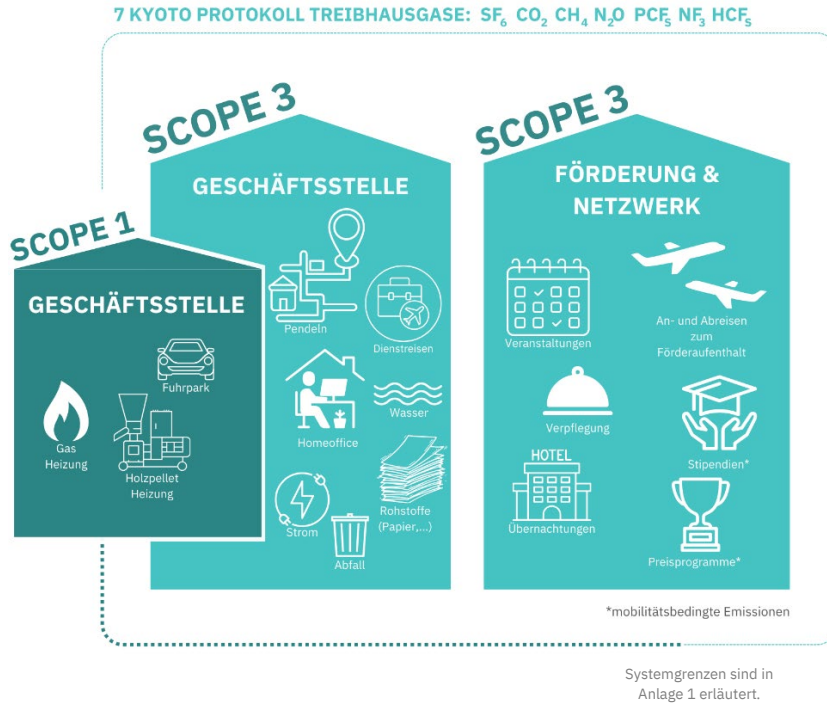 7 KYOTO PROTOKOLL TREIBHAUSGASE: SF₆ CO₂ CH₄ N₂O PCFₛ NF₃ HCFₛ
SCOPE 1
GESCHÄFTSSTELLE
Fuhrpark
Gas
Heizung
Holzpellet
Heizung
SCOPE 3
GESCHÄFTSSTELLE
Pendeln
Dienstreisen
Homeoffice
Wasser
Strom
Abfall
Rohstoffe
(Papier,...)
SCOPE 3
FÖRDERUNG &
NETZWERK
Veranstaltungen
An- und Abreisen
zum
Förderaufenthalt
Verpflegung
Stipendien*
HOTEL
Übernachtungen
Preisprogramme*
*mobilitätsbedingte Emissionen
Systemgrenzen sind in
Anlage 1 erläutert.